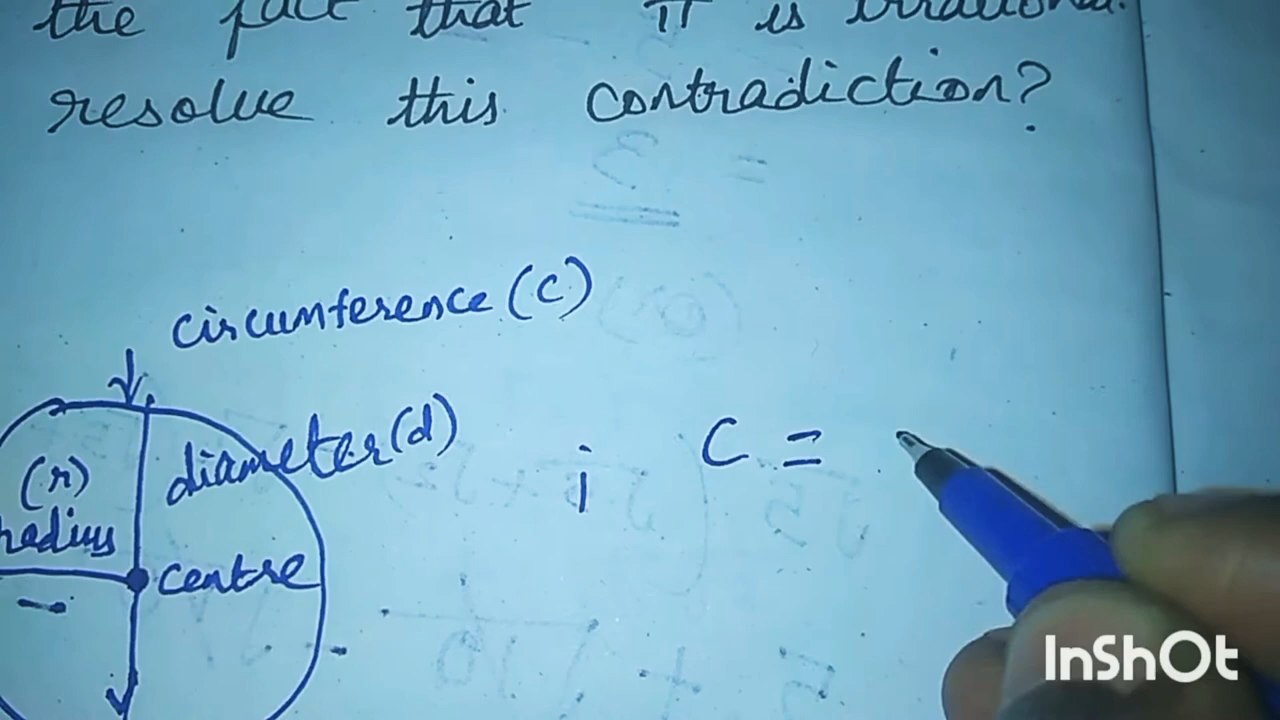 the fact that π is irrational.
resolve this contradiction?
circumference (C)
diameter (d)
(r)
radius
centre
i C =
InShOt